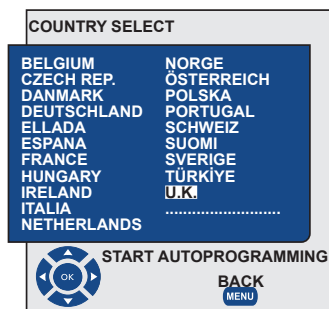 COUNTRY SELECT
BELGIUM
CZECH REP.
DANMARK
DEUTSCHLAND
ELLADA
ESPANA
FRANCE
HUNGARY
IRELAND
ITALIA
NETHERLANDS
NORGE
ÖSTERREICH
POLSKA
PORTUGAL
SCHWEIZ
SUOMI
SVERIGE
TÜRKİYE
U.K.
..........................
START AUTOPROGRAMMING
OK
BACK
MENU